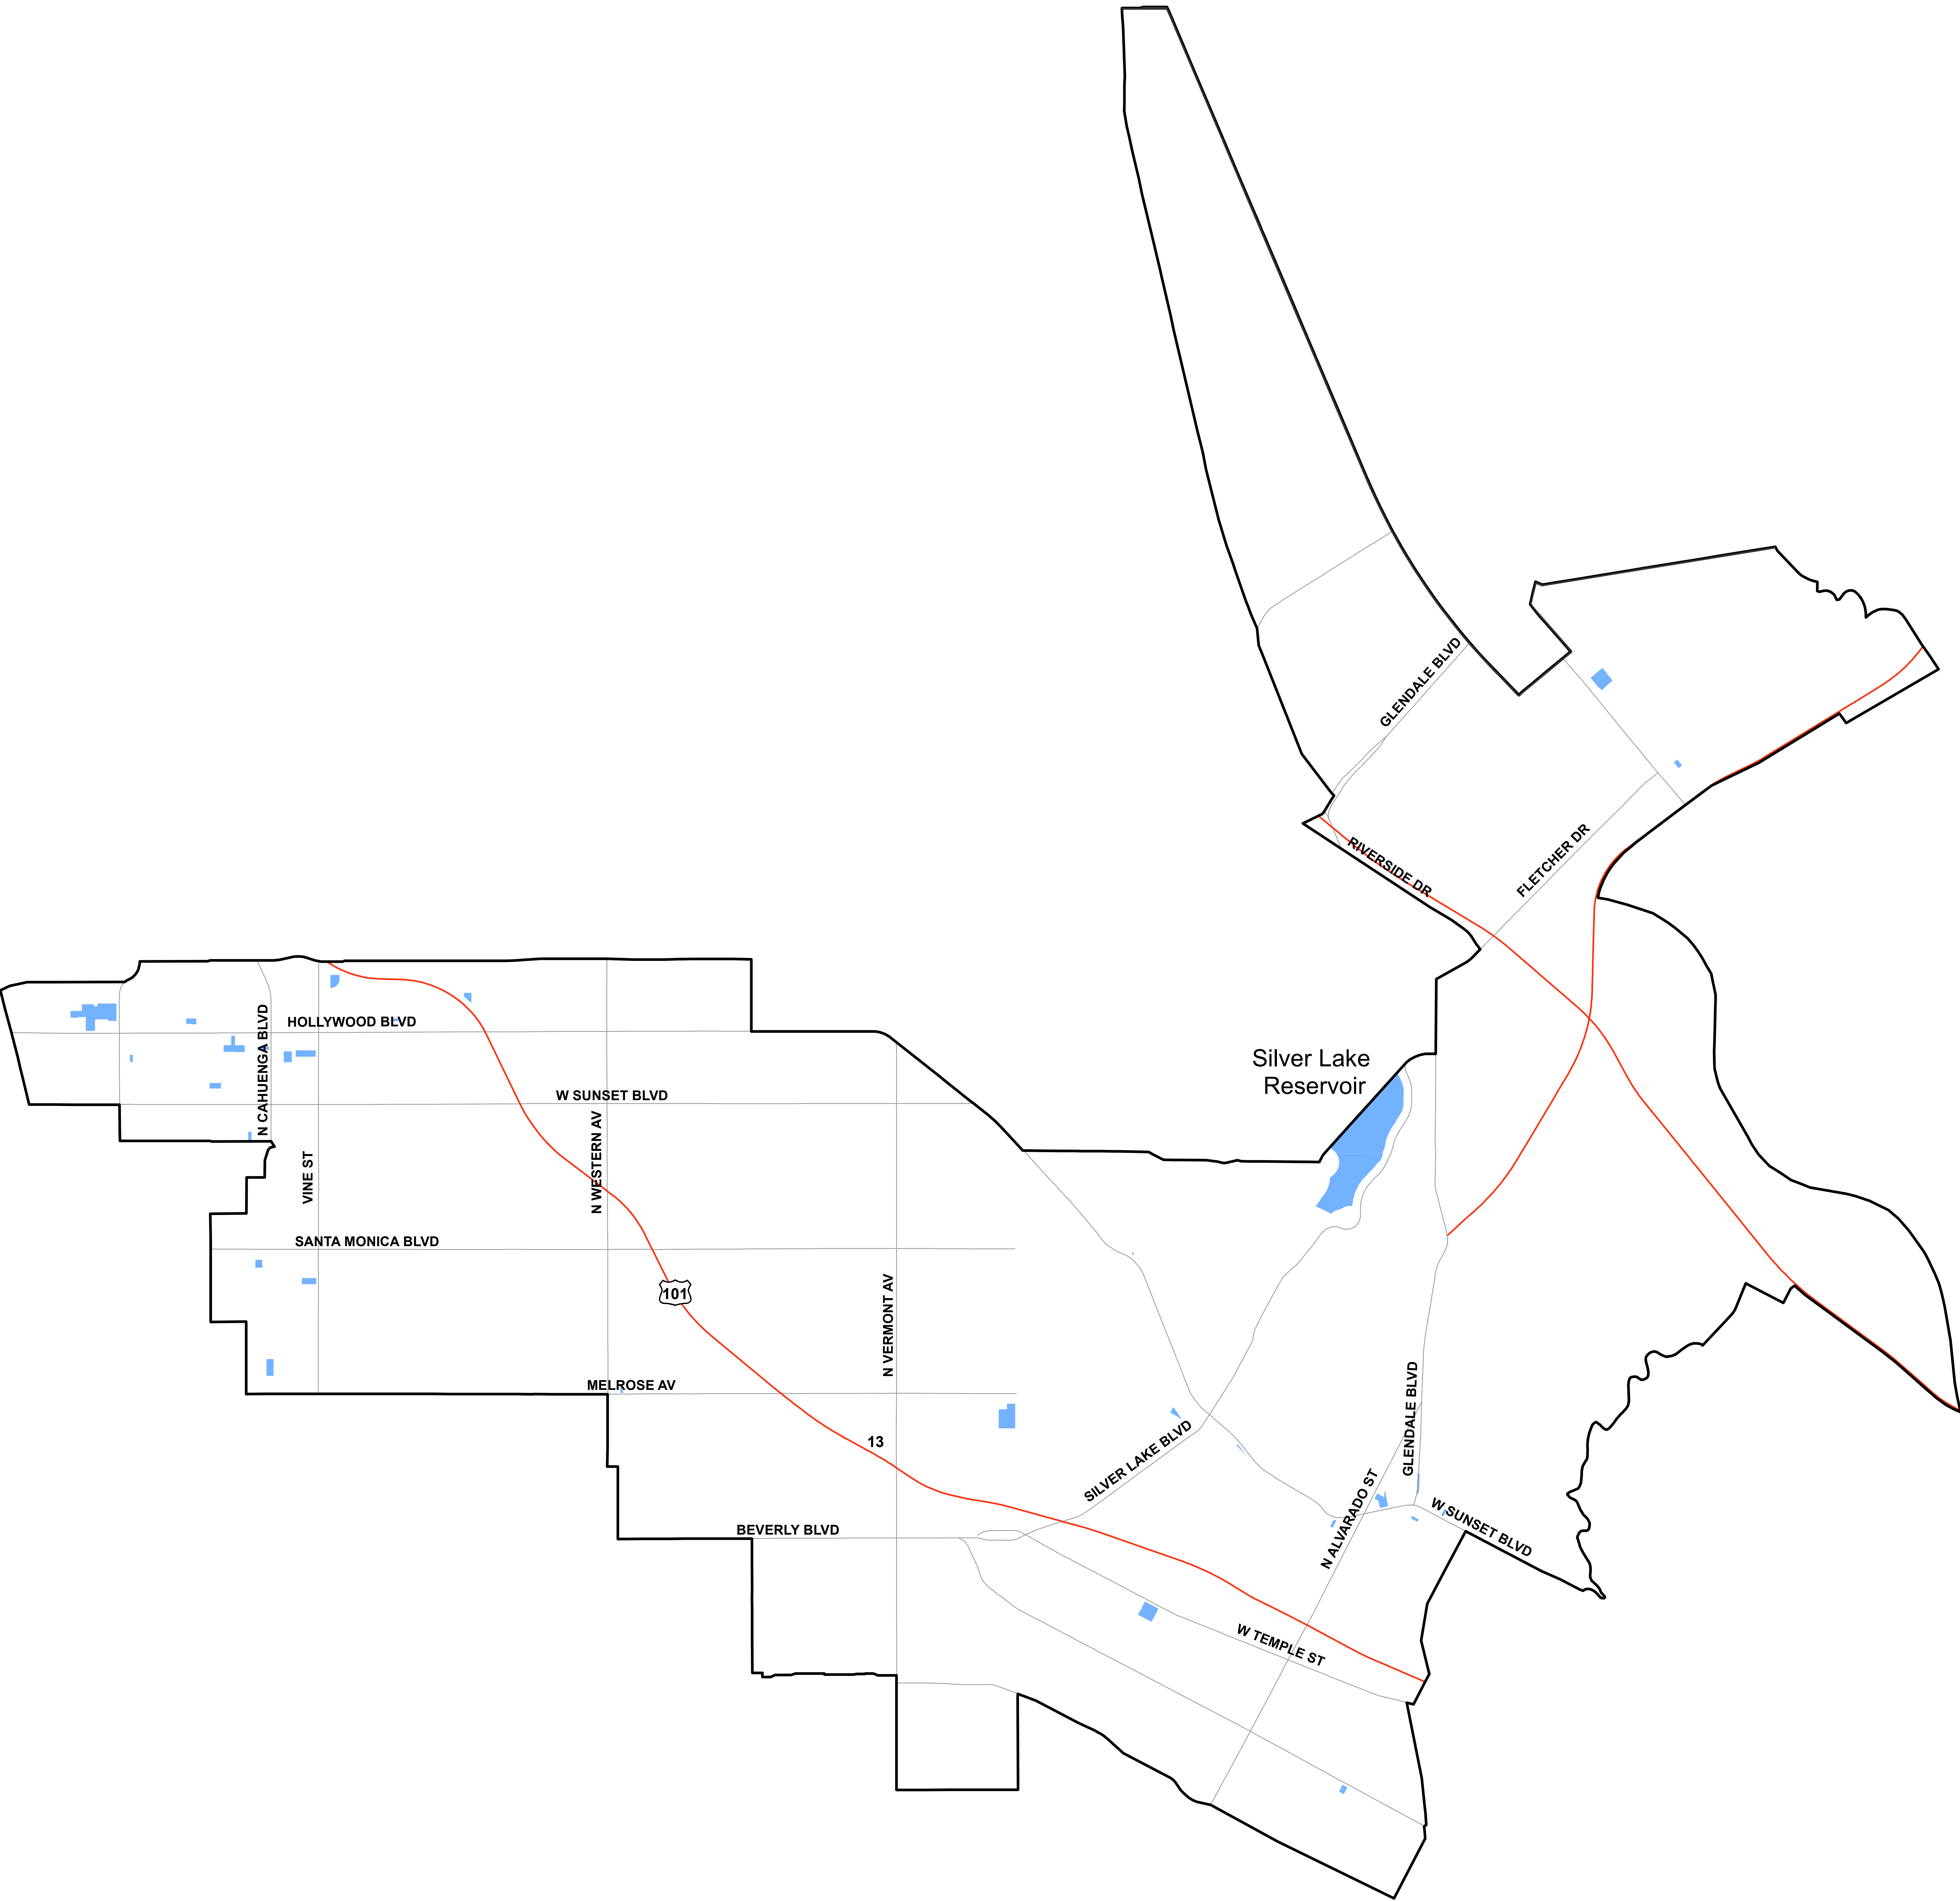 GLENDALE BLVD
RIVERSIDE DR
FLETCHER DR
HOLLYWOOD BLVD
N CAHUENGA BLVD
Silver Lake
Reservoir
W SUNSET BLVD
N WESTERN AV
VINE ST
SANTA MONICA BLVD
101
N VERMONT AV
MELROSE AV
13
SILVER LAKE BLVD
GLENDALE BLVD
N ALVARADO ST
W SUNSET BLVD
BEVERLY BLVD
W TEMPLE ST